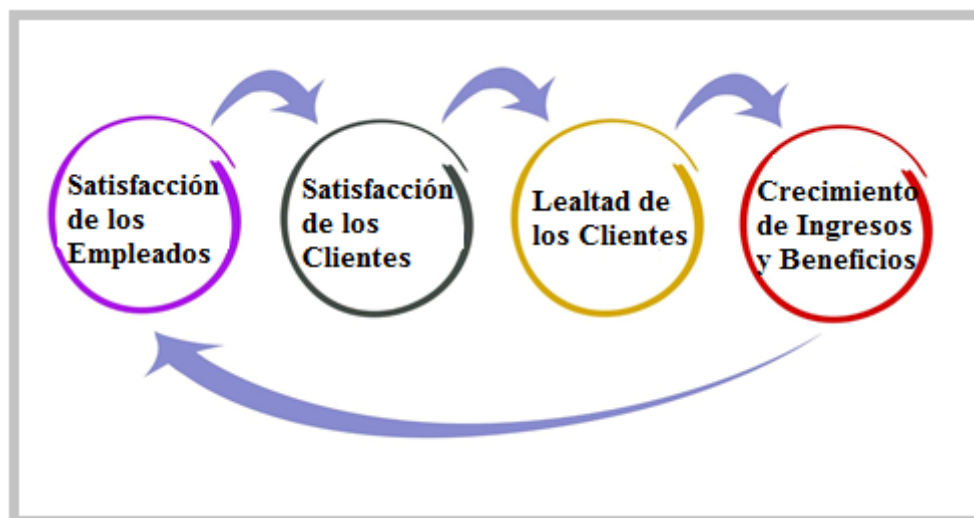 Satisfacción
de los
Empleados
Satisfacción
de los
Clientes
Lealtad de
los Clientes
Crecimiento
de Ingresos
y Beneficios